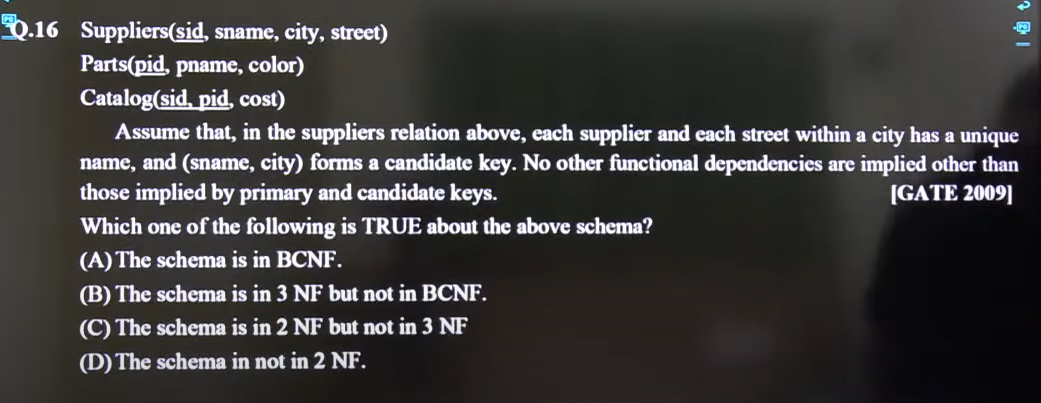 Q.16 Suppliers(sid, sname, city, street)
Parts(pid, pname, color)
Catalog(sid, pid, cost)
Assume that, in the suppliers relation above, each supplier and each street within a city has a unique
name, and (sname, city) forms a candidate key. No other functional dependencies are implied other than
those implied by primary and candidate keys. [GATE 2009]
Which one of the following is TRUE about the above schema?
(A) The schema is in BCNF.
(B) The schema is in 3 NF but not in BCNF.
(C) The schema is in 2 NF but not in 3 NF
(D) The schema in not in 2 NF.